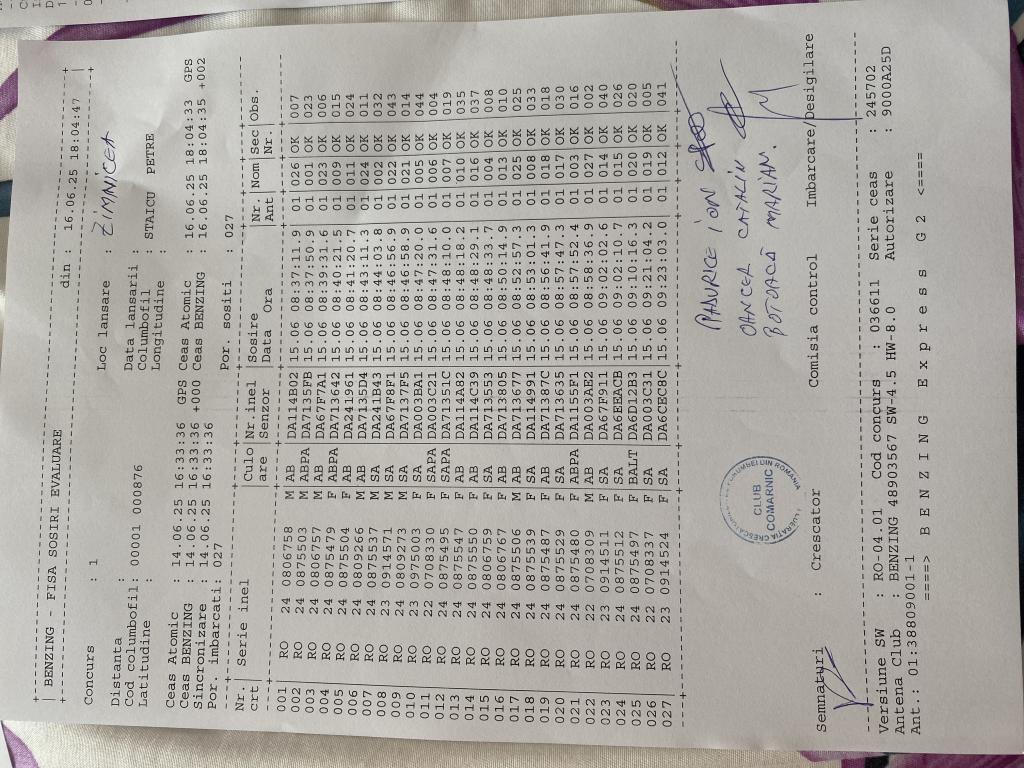 | BENZING - FISA SOSIRI EVALUARE
din : 16.06.25 18:04:47
Concurs : 1 Loc lansare : ZIMNICEA
Distanta : Data lansarii :
Cod columbofil : 00001 000876 Columbofil : STAICU PETRE
Latitudine : Longitudine :
Ceas Atomic : 14.06.25 16:33:36 GPS Ceas Atomic : 16.06.25 18:04:33 GPS
Ceas BENZING : 14.06.25 16:33:36 +000 Ceas BENZING : 16.06.25 18:04:35 +002
Sincronizare : 14.06.25 16:33:36
Por. imbarcati: 027 Por. sositi : 027
Nr. Serie inel Culo Nr.inel Sosire Nr. Nom Sec Obs.
crt are Senzor Data Ora Ant Nr.
001 RO 24 0806758 M AB DA114B02 15.06 08:37:11.9 01 026 OK 007
002 RO 24 0875503 M ABPA DA7135FB 15.06 08:37:50.9 01 001 OK 023
003 RO 24 0806757 M AB DA67F7A1 15.06 08:39:31.6 01 023 OK 006
004 RO 24 0875479 F ABPA DA713642 15.06 08:40:21.5 01 009 OK 015
005 RO 24 0875504 F AB DA241961 15.06 08:41:20.7 01 011 OK 024
006 RO 24 0809266 M AB DA7135D4 15.06 08:43:11.3 01 024 OK 011
007 RO 24 0875537 M SA DA241B43 15.06 08:44:03.8 01 002 OK 032
008 RO 23 0914571 M SA DA67F8F1 15.06 08:46:56.9 01 022 OK 043
009 RO 24 0809273 M SA DA7137F5 15.06 08:46:58.9 01 021 OK 014
010 RO 23 0975003 F SA DA003BA1 15.06 08:47:20.0 01 005 OK 044
011 RO 22 0708330 F SAPA DA003C21 15.06 08:47:31.6 01 006 OK 004
012 RO 24 0875495 F SAPA DA71351C 15.06 08:48:10.0 01 007 OK 019
013 RO 24 0875547 F AB DA114A82 15.06 08:48:18.2 01 010 OK 035
014 RO 24 0875550 F AB DA114C39 15.06 08:48:29.1 01 016 OK 037
015 RO 24 0806759 F SA DA713553 15.06 08:48:33.7 01 004 OK 008
016 RO 24 0806767 F AB DA713805 15.06 08:50:14.9 01 013 OK 010
017 RO 24 0875506 M AB DA713677 15.06 08:52:57.3 01 025 OK 025
018 RO 24 0875539 F SA DA114991 15.06 08:53:01.3 01 008 OK 033
019 RO 24 0875487 F AB DA71387C 15.06 08:56:41.9 01 018 OK 018
020 RO 24 0875529 F SA DA713635 15.06 08:57:47.3 01 017 OK 030
021 RO 24 0875480 F ABPA DA1155F1 15.06 08:57:52.4 01 003 OK 016
022 RO 22 0708309 M AB DA003AE2 15.06 08:58:36.9 01 027 OK 002
023 RO 23 0914511 F SA DA67F911 15.06 09:02:02.6 01 014 OK 040
024 RO 24 0875512 F SA DA6EEACB 15.06 09:02:10.7 01 015 OK 026
025 RO 24 0875497 F BALT DA6D12B3 15.06 09:10:16.3 01 020 OK 020
026 RO 22 0708337 F SA DA003C31 15.06 09:21:04.2 01 019 OK 005
027 RO 23 0914524 F SA DA6CEC8C 15.06 09:23:03.0 01 012 OK 041
ION
CATALIN
MARIAN.
CLUB
COMARNIC
Semnaturi : Crescator Comisia control Imbarcare/Desigilare
Versiune SW : RO-04.01 Cod concurs : 036611 Serie ceas : 245702
Antena Club : BENZING 48903567 SW-4.5 HW-8.0 Autorizare : 9000A25D
Ant.: 01:38809001-1
====> B E N Z I N G E x p r e s s G 2 <====